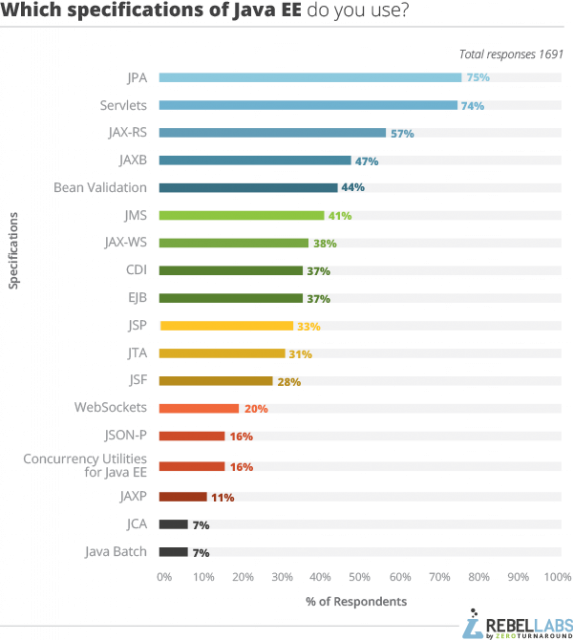 Which specifications of Java EE do you use?
Total responses 1691
Specifications
JPA 75%
Servlets 74%
JAX-RS 57%
JAXB 47%
Bean Validation 44%
JMS 41%
JAX-WS 38%
CDI 37%
EJB 37%
JSP 33%
JTA 31%
JSF 28%
WebSockets 20%
JSON-P 16%
Concurrency Utilities
for Java EE 16%
JAXP 11%
JCA 7%
Java Batch 7%
0% 10% 20% 30% 40% 50% 60% 70% 80% 90% 100%
% of Respondents
REBELLABS
by ZEROTURNAROUND